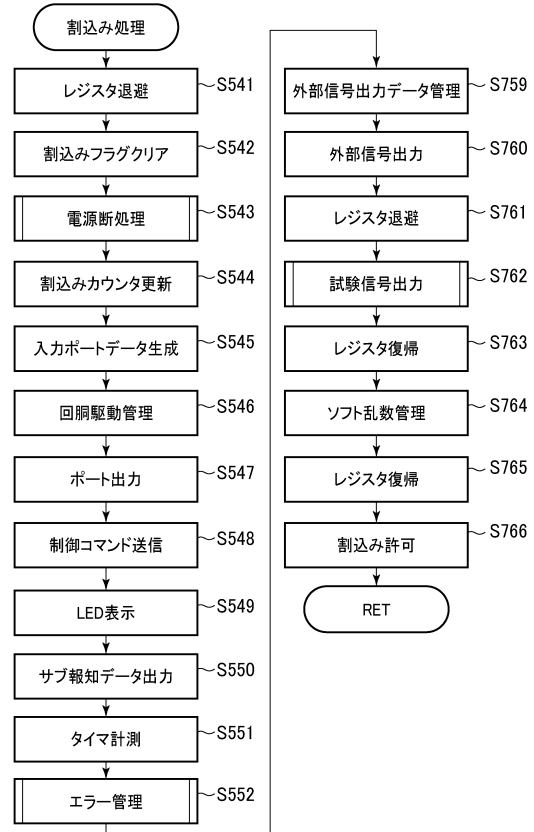 割込み処理
レジスタ退避 S541
割込みフラグクリア S542
電源断処理 S543
割込みカウンタ更新 S544
入力ポートデータ生成 S545
回胴駆動管理 S546
ポート出力 S547
制御コマンド送信 S548
LED表示 S549
サブ報知データ出力 S550
タイマ計測 S551
エラー管理 S552
外部信号出力データ管理 S759
外部信号出力 S760
レジスタ退避 S761
試験信号出力 S762
レジスタ復帰 S763
ソフト乱数管理 S764
レジスタ復帰 S765
割込み許可 S766
RET